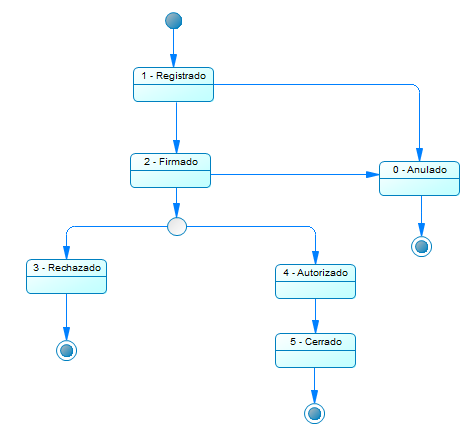 1 - Registrado
2 - Firmado
0 - Anulado
3 - Rechazado
4 - Autorizado
5 - Cerrado